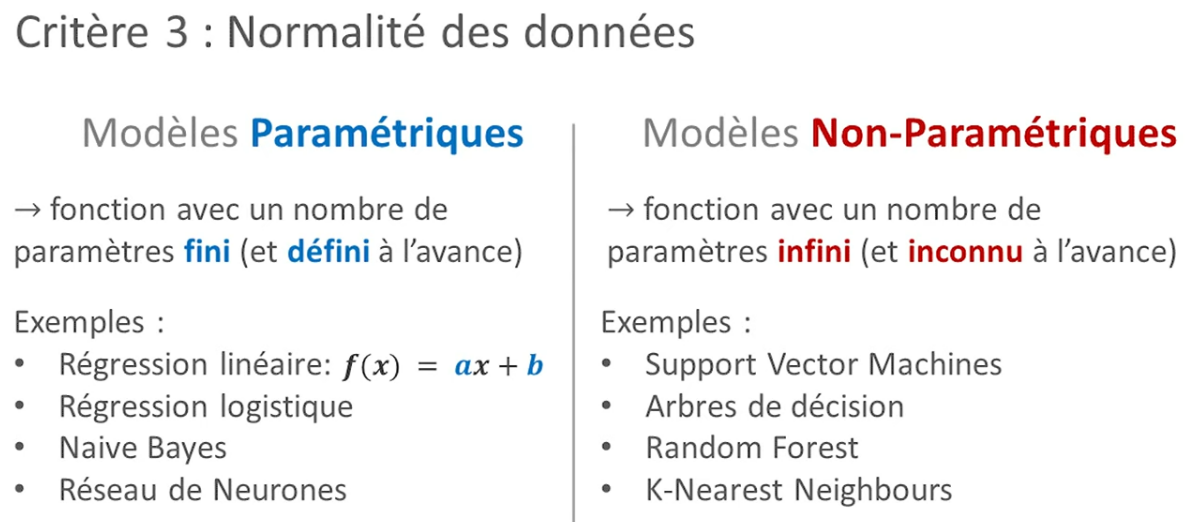 Critère 3 : Normalité des données
Modèles Paramétriques
→ fonction avec un nombre de
paramètres fini (et défini à l’avance)
Exemples :
• Régression linéaire: f(x) = ax + b
• Régression logistique
• Naive Bayes
• Réseau de Neurones
Modèles Non-Paramétriques
→ fonction avec un nombre de
paramètres infini (et inconnu à l’avance)
Exemples :
• Support Vector Machines
• Arbres de décision
• Random Forest
• K-Nearest Neighbours